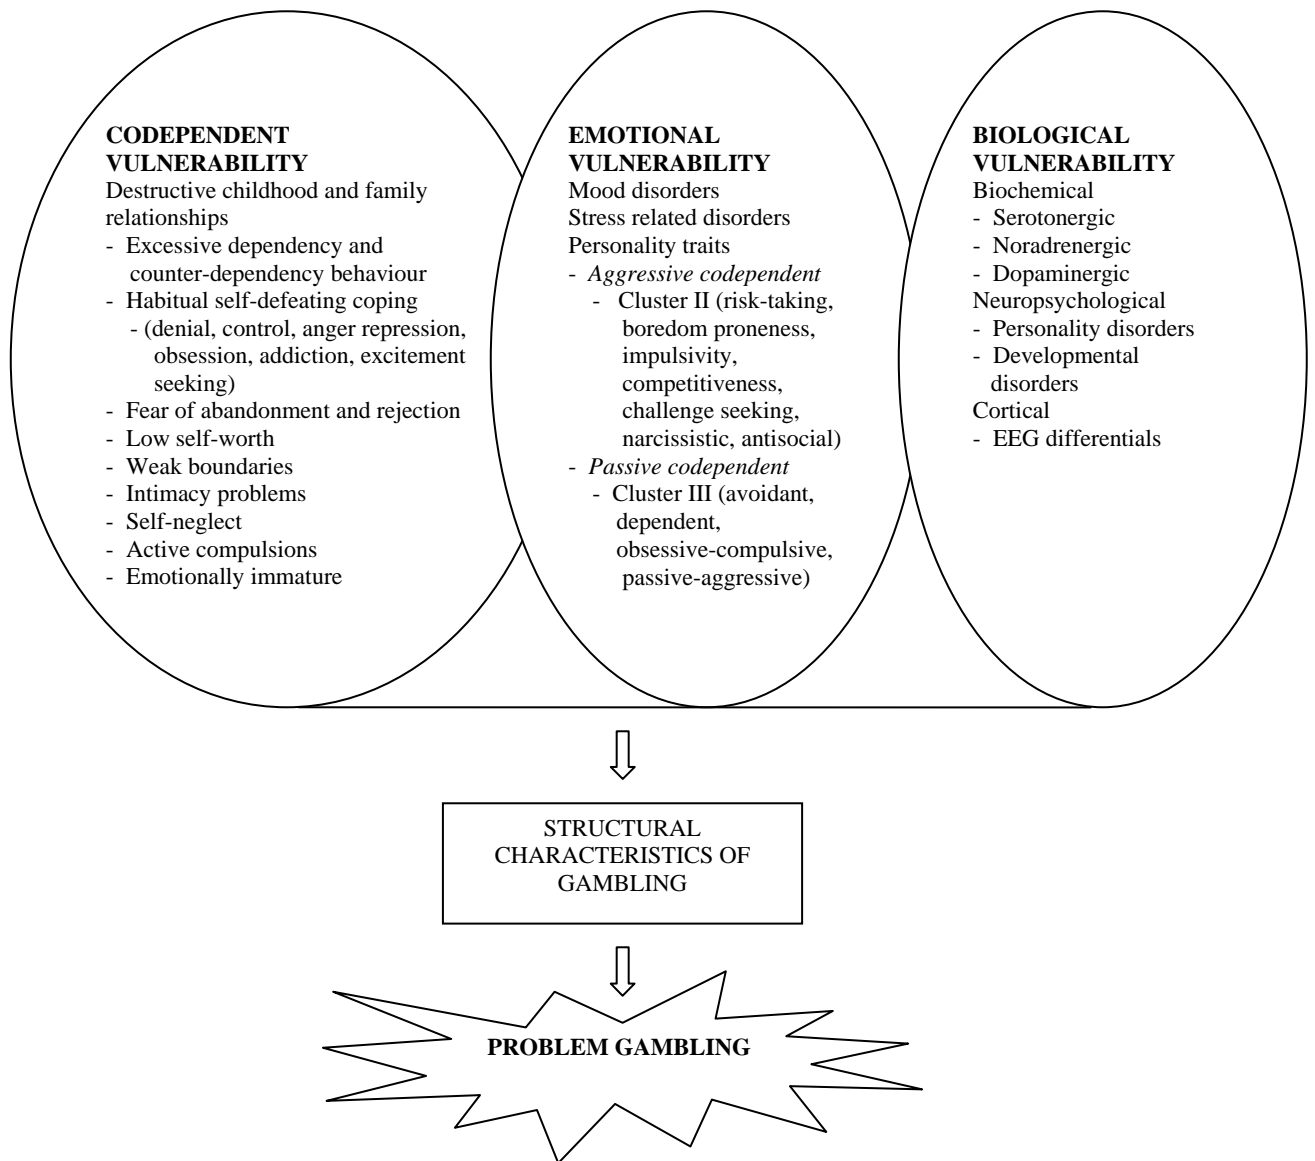 CODEPENDENT
VULNERABILITY
Destructive childhood and family
relationships
- Excessive dependency and
counter-dependency behaviour
- Habitual self-defeating coping
- (denial, control, anger repression,
obsession, addiction, excitement
seeking)
- Fear of abandonment and rejection
- Low self-worth
- Weak boundaries
- Intimacy problems
- Self-neglect
- Active compulsions
- Emotionally immature
EMOTIONAL
VULNERABILITY
Mood disorders
Stress related disorders
Personality traits
- Aggressive codependent
- Cluster II (risk-taking,
boredom proneness,
impulsivity,
competitiveness,
challenge seeking,
narcissistic, antisocial)
- Passive codependent
- Cluster III (avoidant,
dependent,
obsessive-compulsive,
passive-aggressive)
BIOLOGICAL
VULNERABILITY
Biochemical
- Serotonergic
- Noradrenergic
- Dopaminergic
Neuropsychological
- Personality disorders
- Developmental
disorders
Cortical
- EEG differentials
STRUCTURAL
CHARACTERISTICS OF
GAMBLING
PROBLEM GAMBLING